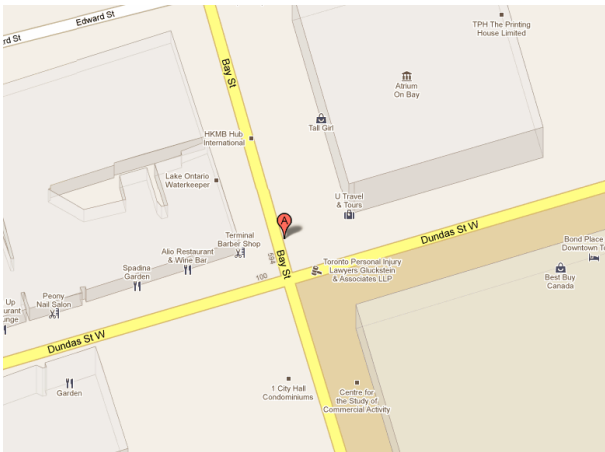 Edward St
rd St
TPH The Printing
House Limited
Bay St
Atrium
On Bay
Tall Girl
HKMB Hub
International
Lake Ontario
Waterkeeper
U Travel
& Tours
A
Dundas St W
Terminal
Barber Shop
Alio Restaurant
& Wine Bar
594
Bay St
Bond Place
Downtown T
Toronto Personal Injury
Lawyers Gluckstein
& Associates LLP
Spadina
Garden
100
Best Buy
Canada
Up
urant
unge
Peony
Nail Salon
Dundas St W
Garden
1 City Hall
Condominiums
Centre for
the Study of
Commercial Activity